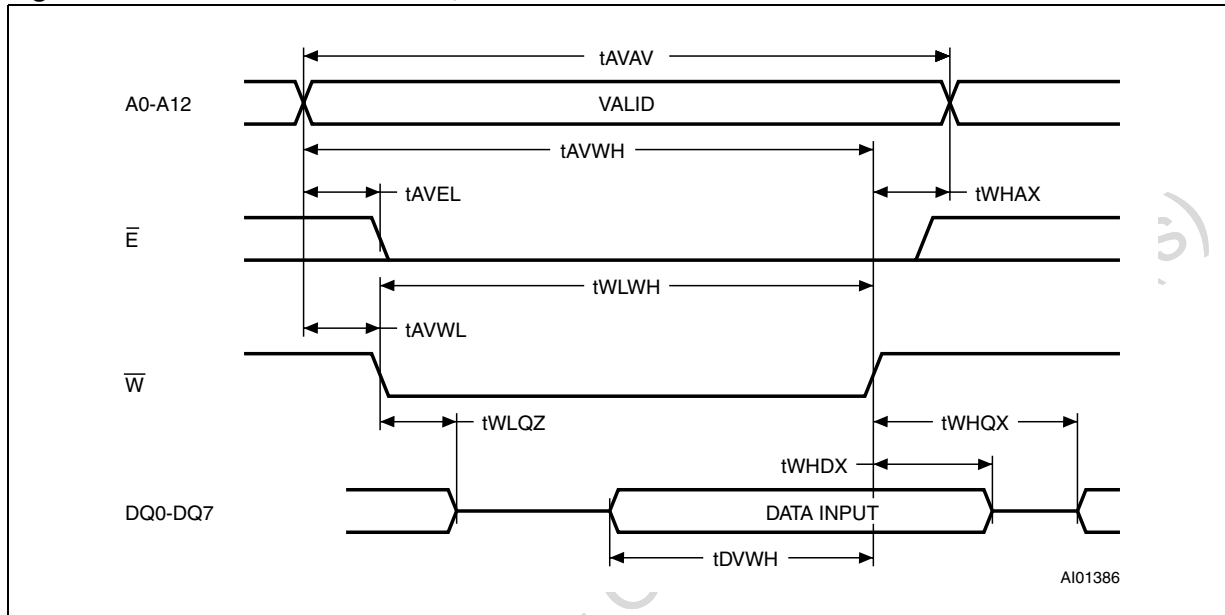 tAVAV
A0-A12
VALID
tAVWH
tAVEL
tWHAX
E̅
tWLWH
tAVWL
W̅
tWLQZ
tWHQX
tWHDX
DQ0-DQ7
DATA INPUT
tDVWH
AI01386